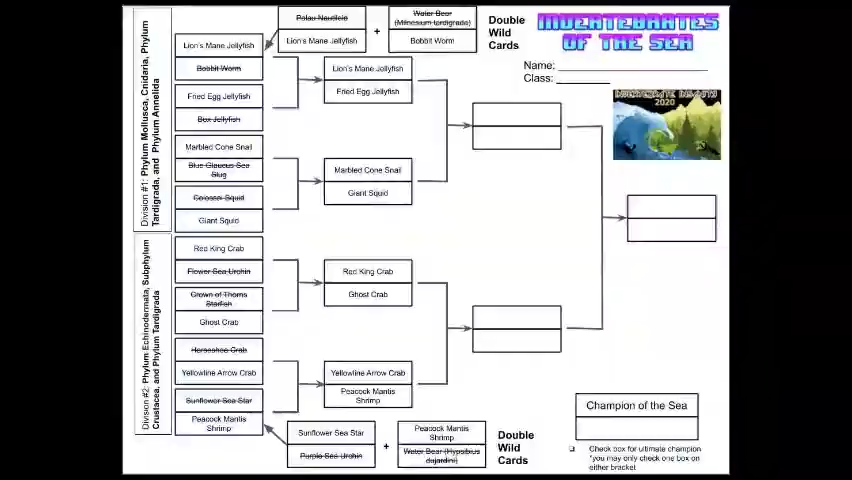 Palau Nautilele
Lion's Mane Jellyfish
+
Water Bear
(Milnesium tardigrada)
Bobbit Worm
Double
Wild
Cards
INVERTEBRATES
OF THE SEA
Name:
Class:
INVERTEBRATE INSANITY
2020
Division #1: Phylum Mollusca, Cnidaria, Phylum
Tardigrada, and Phylum Annelida
Lion's Mane Jellyfish
Bobbit Worm
Fried Egg Jellyfish
Box Jellyfish
Marbled Cone Snail
Blue Glaucus Sea
Slug
Colossal Squid
Giant Squid
Lion's Mane Jellyfish
Fried Egg Jellyfish
Marbled Cone Snail
Giant Squid
Division #2: Phylum Echinodermata, Subphylum
Crustacea, and Phylum Tardigrada
Red King Crab
Flower Sea Urchin
Crown of Thorns
Starfish
Ghost Crab
Horseshoe Crab
Yellowline Arrow Crab
Sunflower Sea Star
Peacock Mantis
Shrimp
Red King Crab
Ghost Crab
Yellowline Arrow Crab
Peacock Mantis
Shrimp
Sunflower Sea Star
Purple Sea Urchin
+
Peacock Mantis
Shrimp
Water Bear (Hypsibius
dujardini)
Double
Wild
Cards
Champion of the Sea
Check box for ultimate champion
*you may only check one box on
either bracket